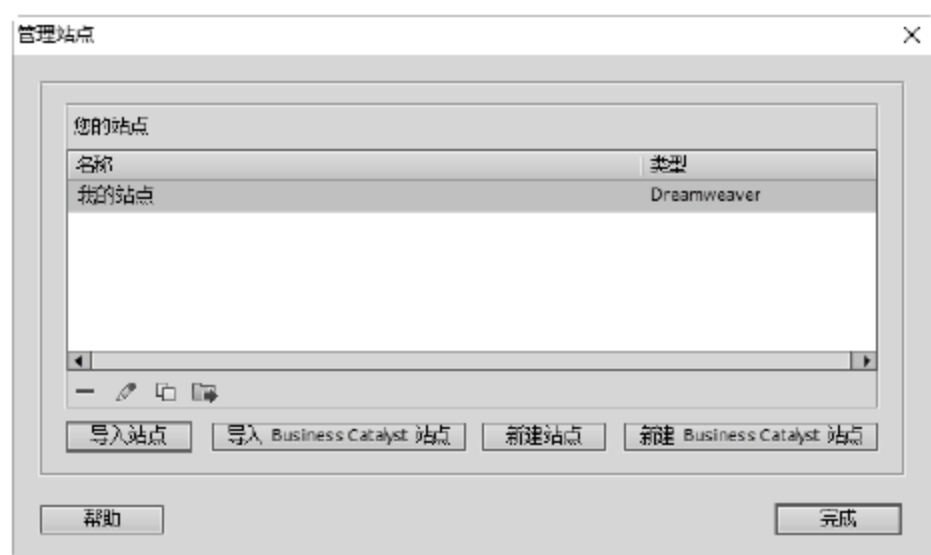 管理站点
您的站点
名称 类型
我的站点 Dreamweaver
导入站点 导入 Business Catalyst 站点 新建站点 新建 Business Catalyst 站点
帮助 完成